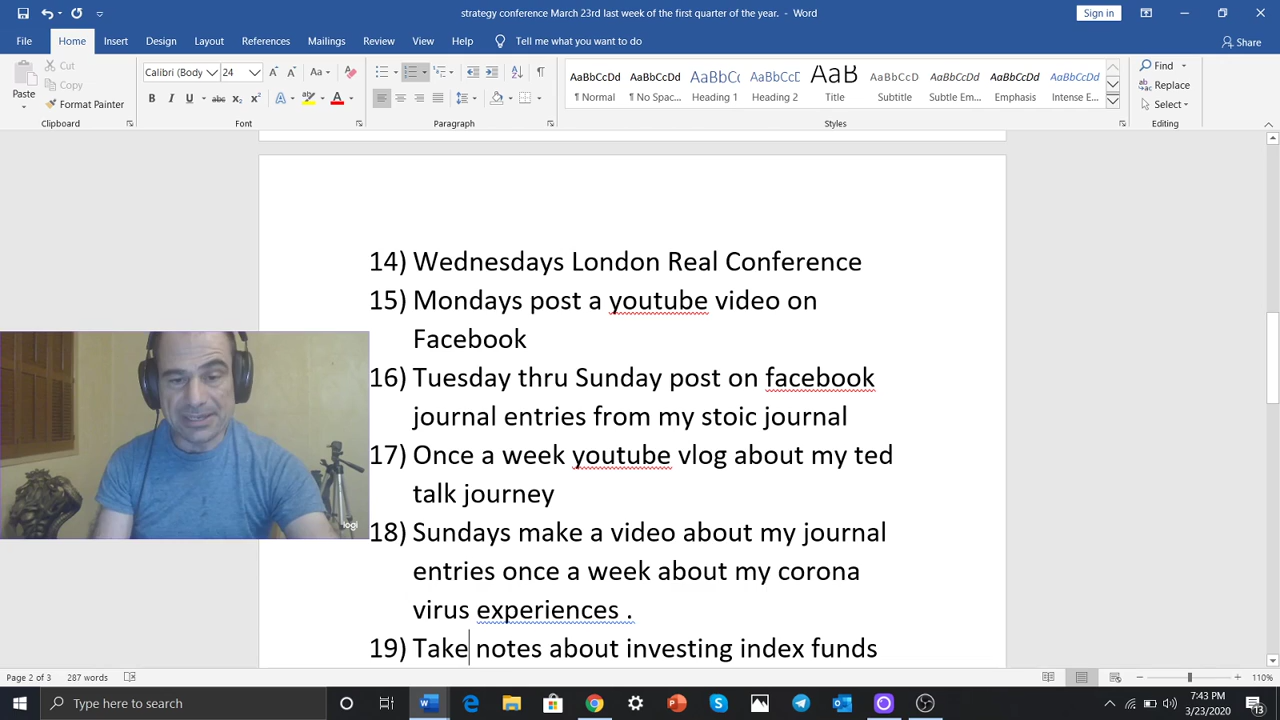 strategy conference March 23rd last week of the first quarter of the year. - Word
Sign in
File Home Insert Design Layout References Mailings Review View Help Tell me what you want to do
Share
Paste
Cut
Copy
Format Painter
Clipboard
Calibri (Body 24
Font
Paragraph
AaBbCcDd AaBbCcDd AaBbCc AaBbCcD AaB AaBbCcD AaBbCcDd AaBbCcDd AaBbCcDd
¶ Normal ¶ No Spac... Heading 1 Heading 2 Title Subtitle Subtle Em... Emphasis Intense E...
Styles
Find
Replace
Select
Editing
14) Wednesdays London Real Conference
15) Mondays post a youtube video on
Facebook
16) Tuesday thru Sunday post on facebook
journal entries from my stoic journal
17) Once a week youtube vlog about my ted
talk journey
18) Sundays make a video about my journal
entries once a week about my corona
virus experiences .
19) Take notes about investing index funds
logi
Page 2 of 3 287 words
110%
Type here to search
7:43 PM
3/23/2020